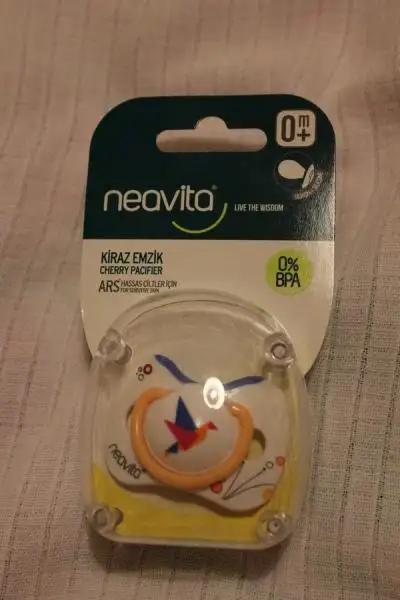 0 m+
neavita®
LIVE THE WISDOM
KİRAZ EMZİK
CHERRY PACIFIER
ARS HASSAS CİLTLER İÇİN
FOR SENSITIVE SKIN
0%
BPA
neavita